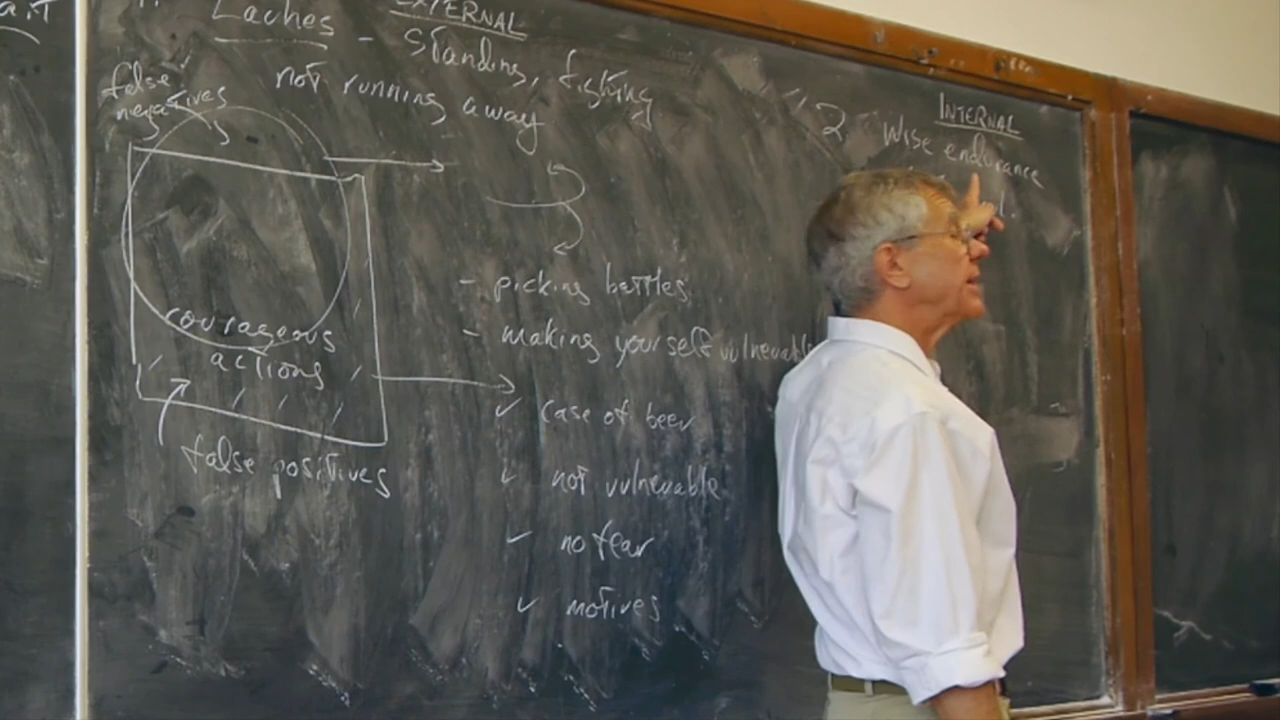 1. Laches - EXTERNAL
standing, fighting
not running away
false
negatives
courageous
actions
false positives
- picking battles
- making yourself vulnerable
✓ case of beer
✓ not vulnerable
✓ no fear
✓ motives
INTERNAL
2. Wise endurance